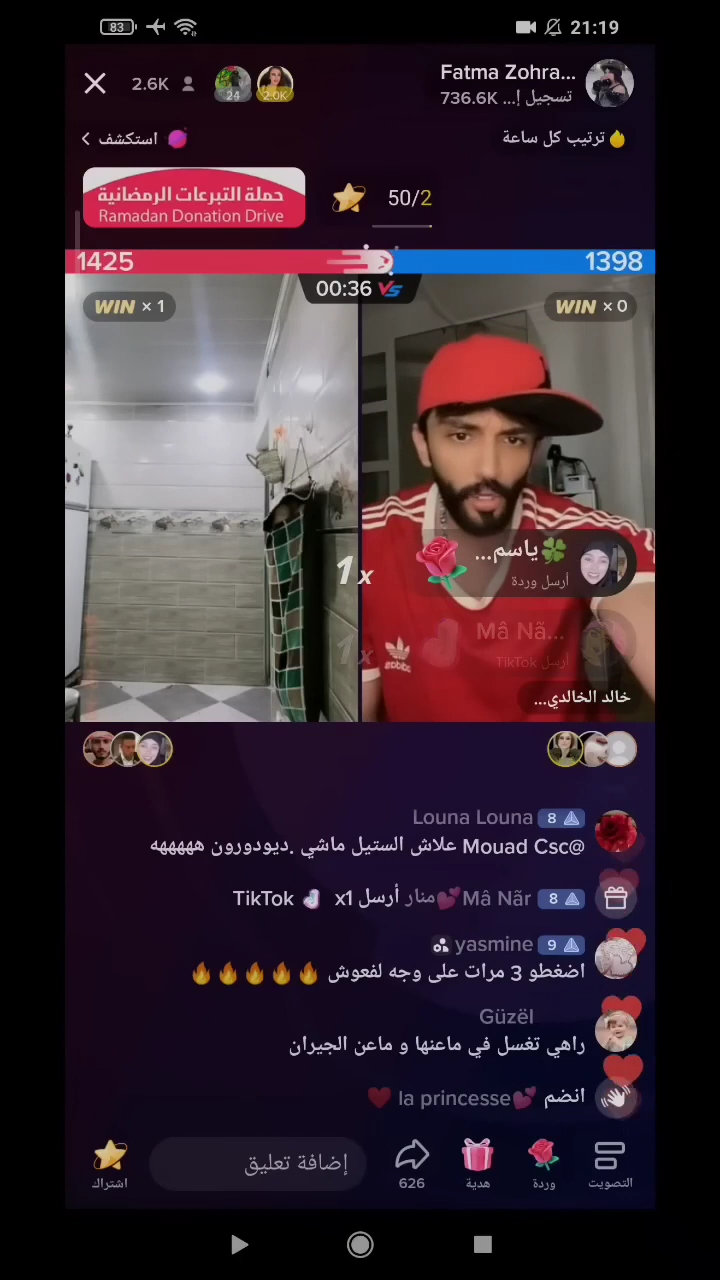 83
21:19
2.6K
24
2.0K
Fatma Zohra...
تسجيل إ... 736.6K
استكشف
ترتيب كل ساعة
حملة التبرعات الرمضانية
Ramadan Donation Drive
50/2
1425
1398
00:36 VS
WIN × 1
WIN × 0
1x
ياسم...
أرسل وردة
1x
Mâ Nã...
أرسل TikTok
adidas
خالد الخالدي...
Louna Louna 8
@Mouad Csc علاش الستيل ماشي .ديودورون هههههه
Mâ Nãr منار 8 أرسل x1 TikTok
yasmine 9
اضغطو 3 مرات على وجه لفعوش 🔥🔥🔥🔥🔥
Güzël
راهي تغسل في ماعنها و ماعن الجيران
la princesse انضم
اشتراك
إضافة تعليق
626
هدية
وردة
التصويت